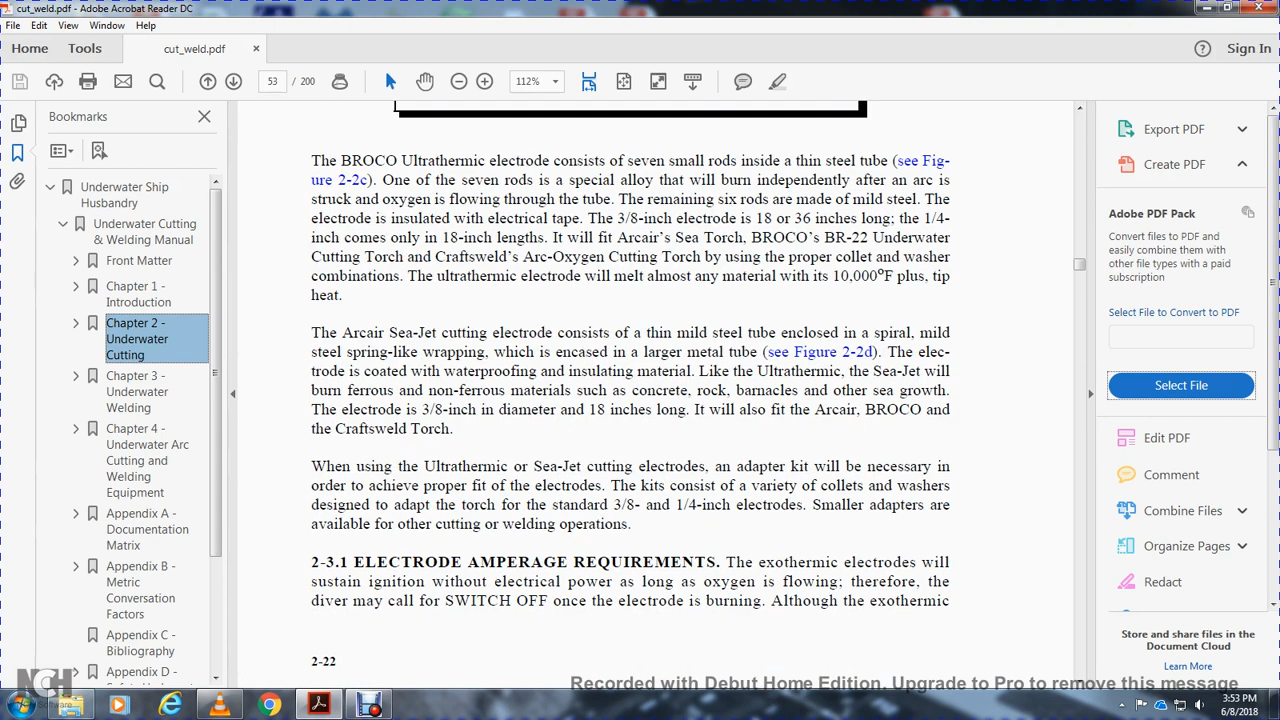 cut_weld.pdf - Adobe Acrobat Reader DC
File Edit View Window Help
Home Tools cut_weld.pdf × Sign In
53 / 200 112%
Bookmarks
Underwater Ship
Husbandry
Underwater Cutting
& Welding Manual
Front Matter
Chapter 1 -
Introduction
Chapter 2 -
Underwater
Cutting
Chapter 3 -
Underwater
Welding
Chapter 4 -
Underwater Arc
Cutting and
Welding
Equipment
Appendix A -
Documentation
Matrix
Appendix B -
Metric
Conversion
Factors
Appendix C -
Bibliography
Appendix D -
The BROCO Ultrathermic electrode consists of seven small rods inside a thin steel tube (see Fig-
ure 2-2c). One of the seven rods is a special alloy that will burn independently after an arc is
struck and oxygen is flowing through the tube. The remaining six rods are made of mild steel. The
electrode is insulated with electrical tape. The 3/8-inch electrode is 18 or 36 inches long; the 1/4-
inch comes only in 18-inch lengths. It will fit Arcair's Sea Torch, BROCO's BR-22 Underwater
Cutting Torch and Craftsweld's Arc-Oxygen Cutting Torch by using the proper collet and washer
combinations. The ultrathermic electrode will melt almost any material with its 10,000ºF plus, tip
heat.
The Arcair Sea-Jet cutting electrode consists of a thin mild steel tube enclosed in a spiral, mild
steel spring-like wrapping, which is encased in a larger metal tube (see Figure 2-2d). The elec-
trode is coated with waterproofing and insulating material. Like the Ultrathermic, the Sea-Jet will
burn ferrous and non-ferrous materials such as concrete, rock, barnacles and other sea growth.
The electrode is 3/8-inch in diameter and 18 inches long. It will also fit the Arcair, BROCO and
the Craftsweld Torch.
When using the Ultrathermic or Sea-Jet cutting electrodes, an adapter kit will be necessary in
order to achieve proper fit of the electrodes. The kits consist of a variety of collets and washers
designed to adapt the torch for the standard 3/8- and 1/4-inch electrodes. Smaller adapters are
available for other cutting or welding operations.
2-3.1 ELECTRODE AMPERAGE REQUIREMENTS. The exothermic electrodes will
sustain ignition without electrical power as long as oxygen is flowing; therefore, the
diver may call for SWITCH OFF once the electrode is burning. Although the exothermic
2-22
Export PDF
Create PDF
Adobe PDF Pack
Convert files to PDF and
easily combine them with
other file types with a paid
subscription
Select File to Convert to PDF
Select File
Edit PDF
Comment
Combine Files
Organize Pages
Redact
Store and share files in the
Document Cloud
Learn More
NCH
Software
Recorded with Debut Home Edition. Upgrade to Pro to remove this message
3:53 PM
6/8/2018